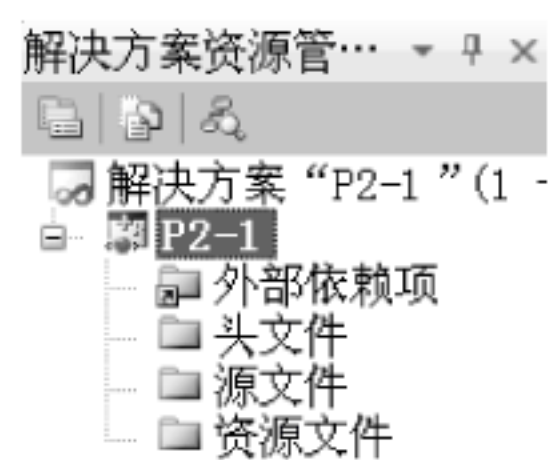 解决方案资源管…
解决方案“P2-1”(1 -
P2-1
外部依赖项
头文件
源文件
资源文件